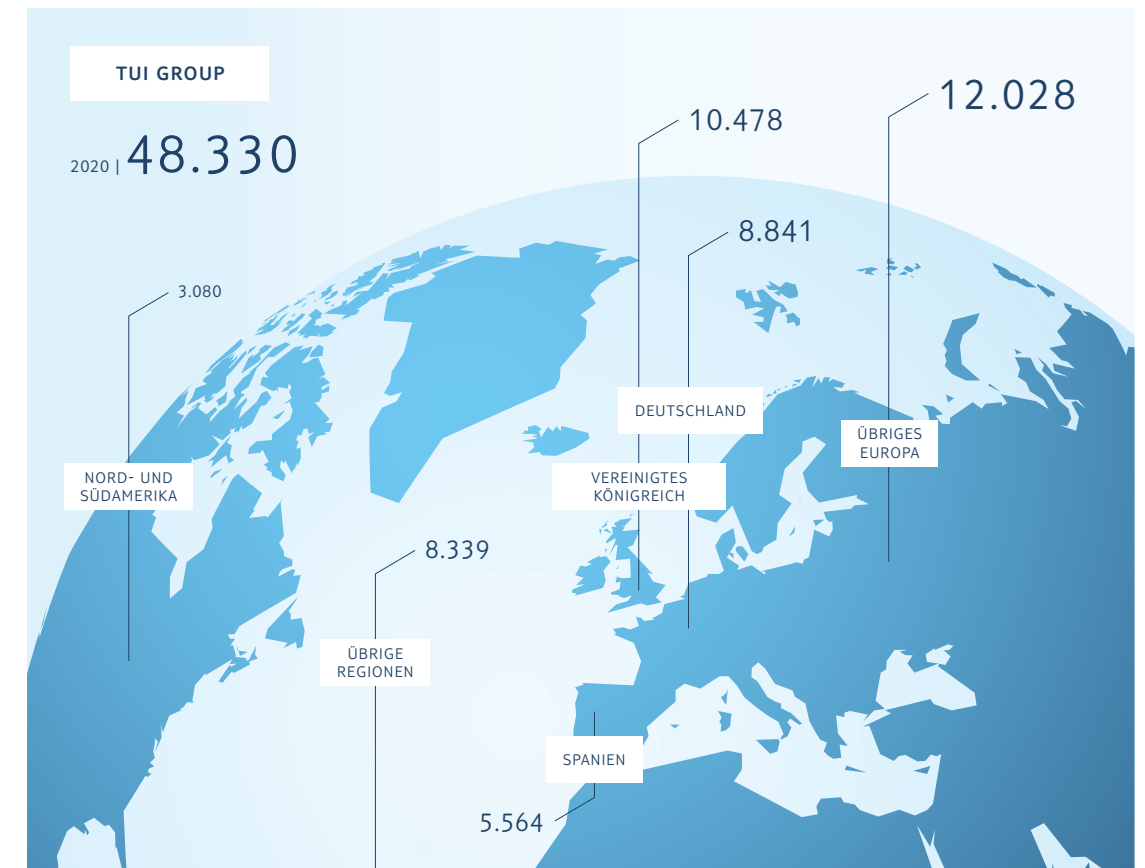 TUI GROUP
2020 | 48.330
12.028
10.478
8.841
3.080
DEUTSCHLAND
ÜBRIGES
EUROPA
NORD- UND
SÜDAMERIKA
VEREINIGTES
KÖNIGREICH
8.339
ÜBRIGE
REGIONEN
SPANIEN
5.564